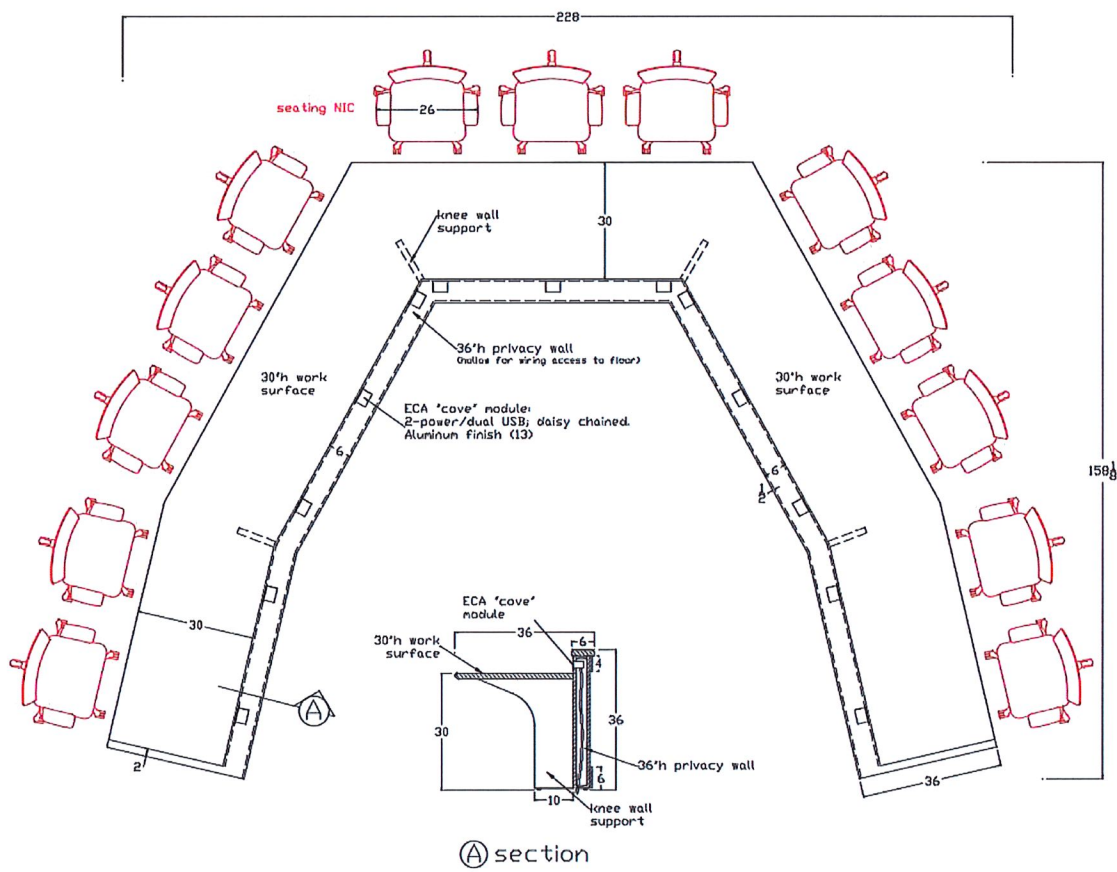 228
seating NIC
26
30
knee wall
support
36"h privacy wall
(hollow for wiring access to floor)
30"h work
surface
30"h work
surface
ECA "cove" module:
2-power/dual USB; daisy chained.
Aluminum finish (13)
158 1/8
6
6
1/2
30
ECA "cove"
module
36
6
30"h work
surface
4
A
30
36
36"h privacy wall
2
6
36
10
knee wall
support
A section